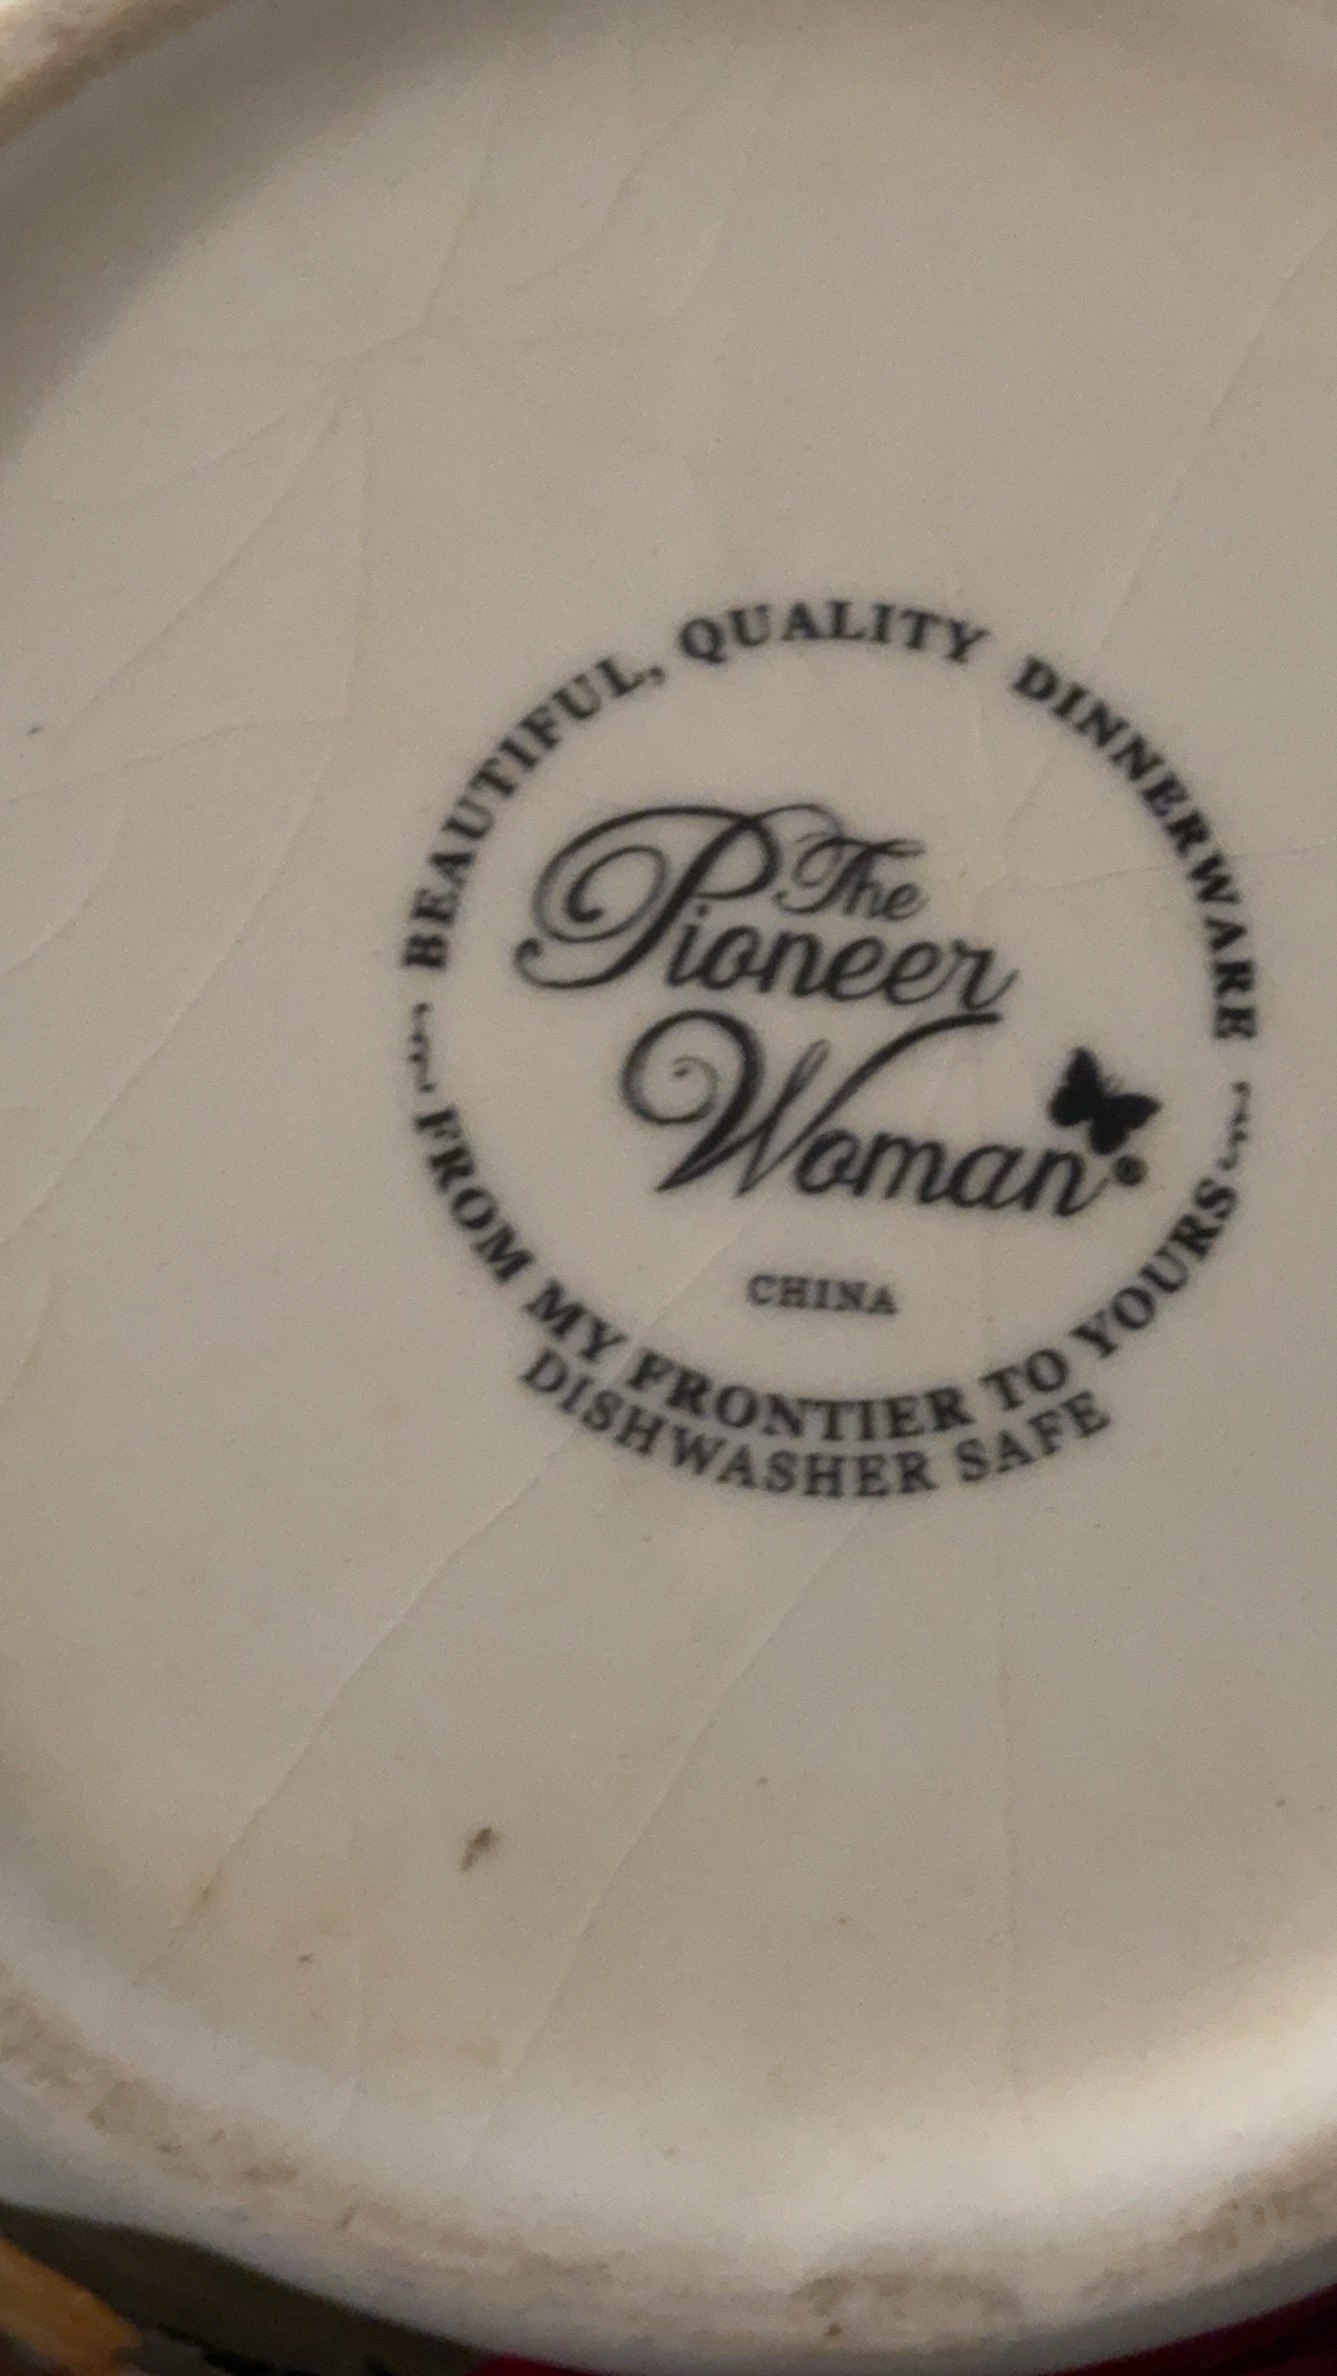 BEAUTIFUL, QUALITY DINNERWARE
The
Pioneer
Woman®
CHINA
FROM MY FRONTIER TO YOURS
DISHWASHER SAFE